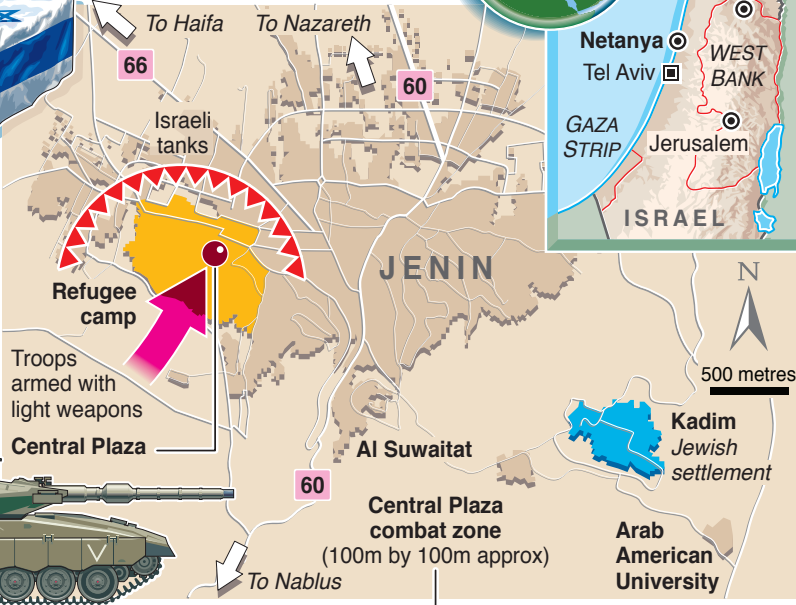 To Haifa
To Nazareth
66
60
Israeli
tanks
Netanya
Tel Aviv
WEST
BANK
GAZA
STRIP
Jerusalem
ISRAEL
JENIN
N
Refugee
camp
500 metres
Troops
armed with
light weapons
Central Plaza
Kadim
Jewish
settlement
Al Suwaitat
60
Central Plaza
combat zone
(100m by 100m approx)
Arab
American
University
To Nablus